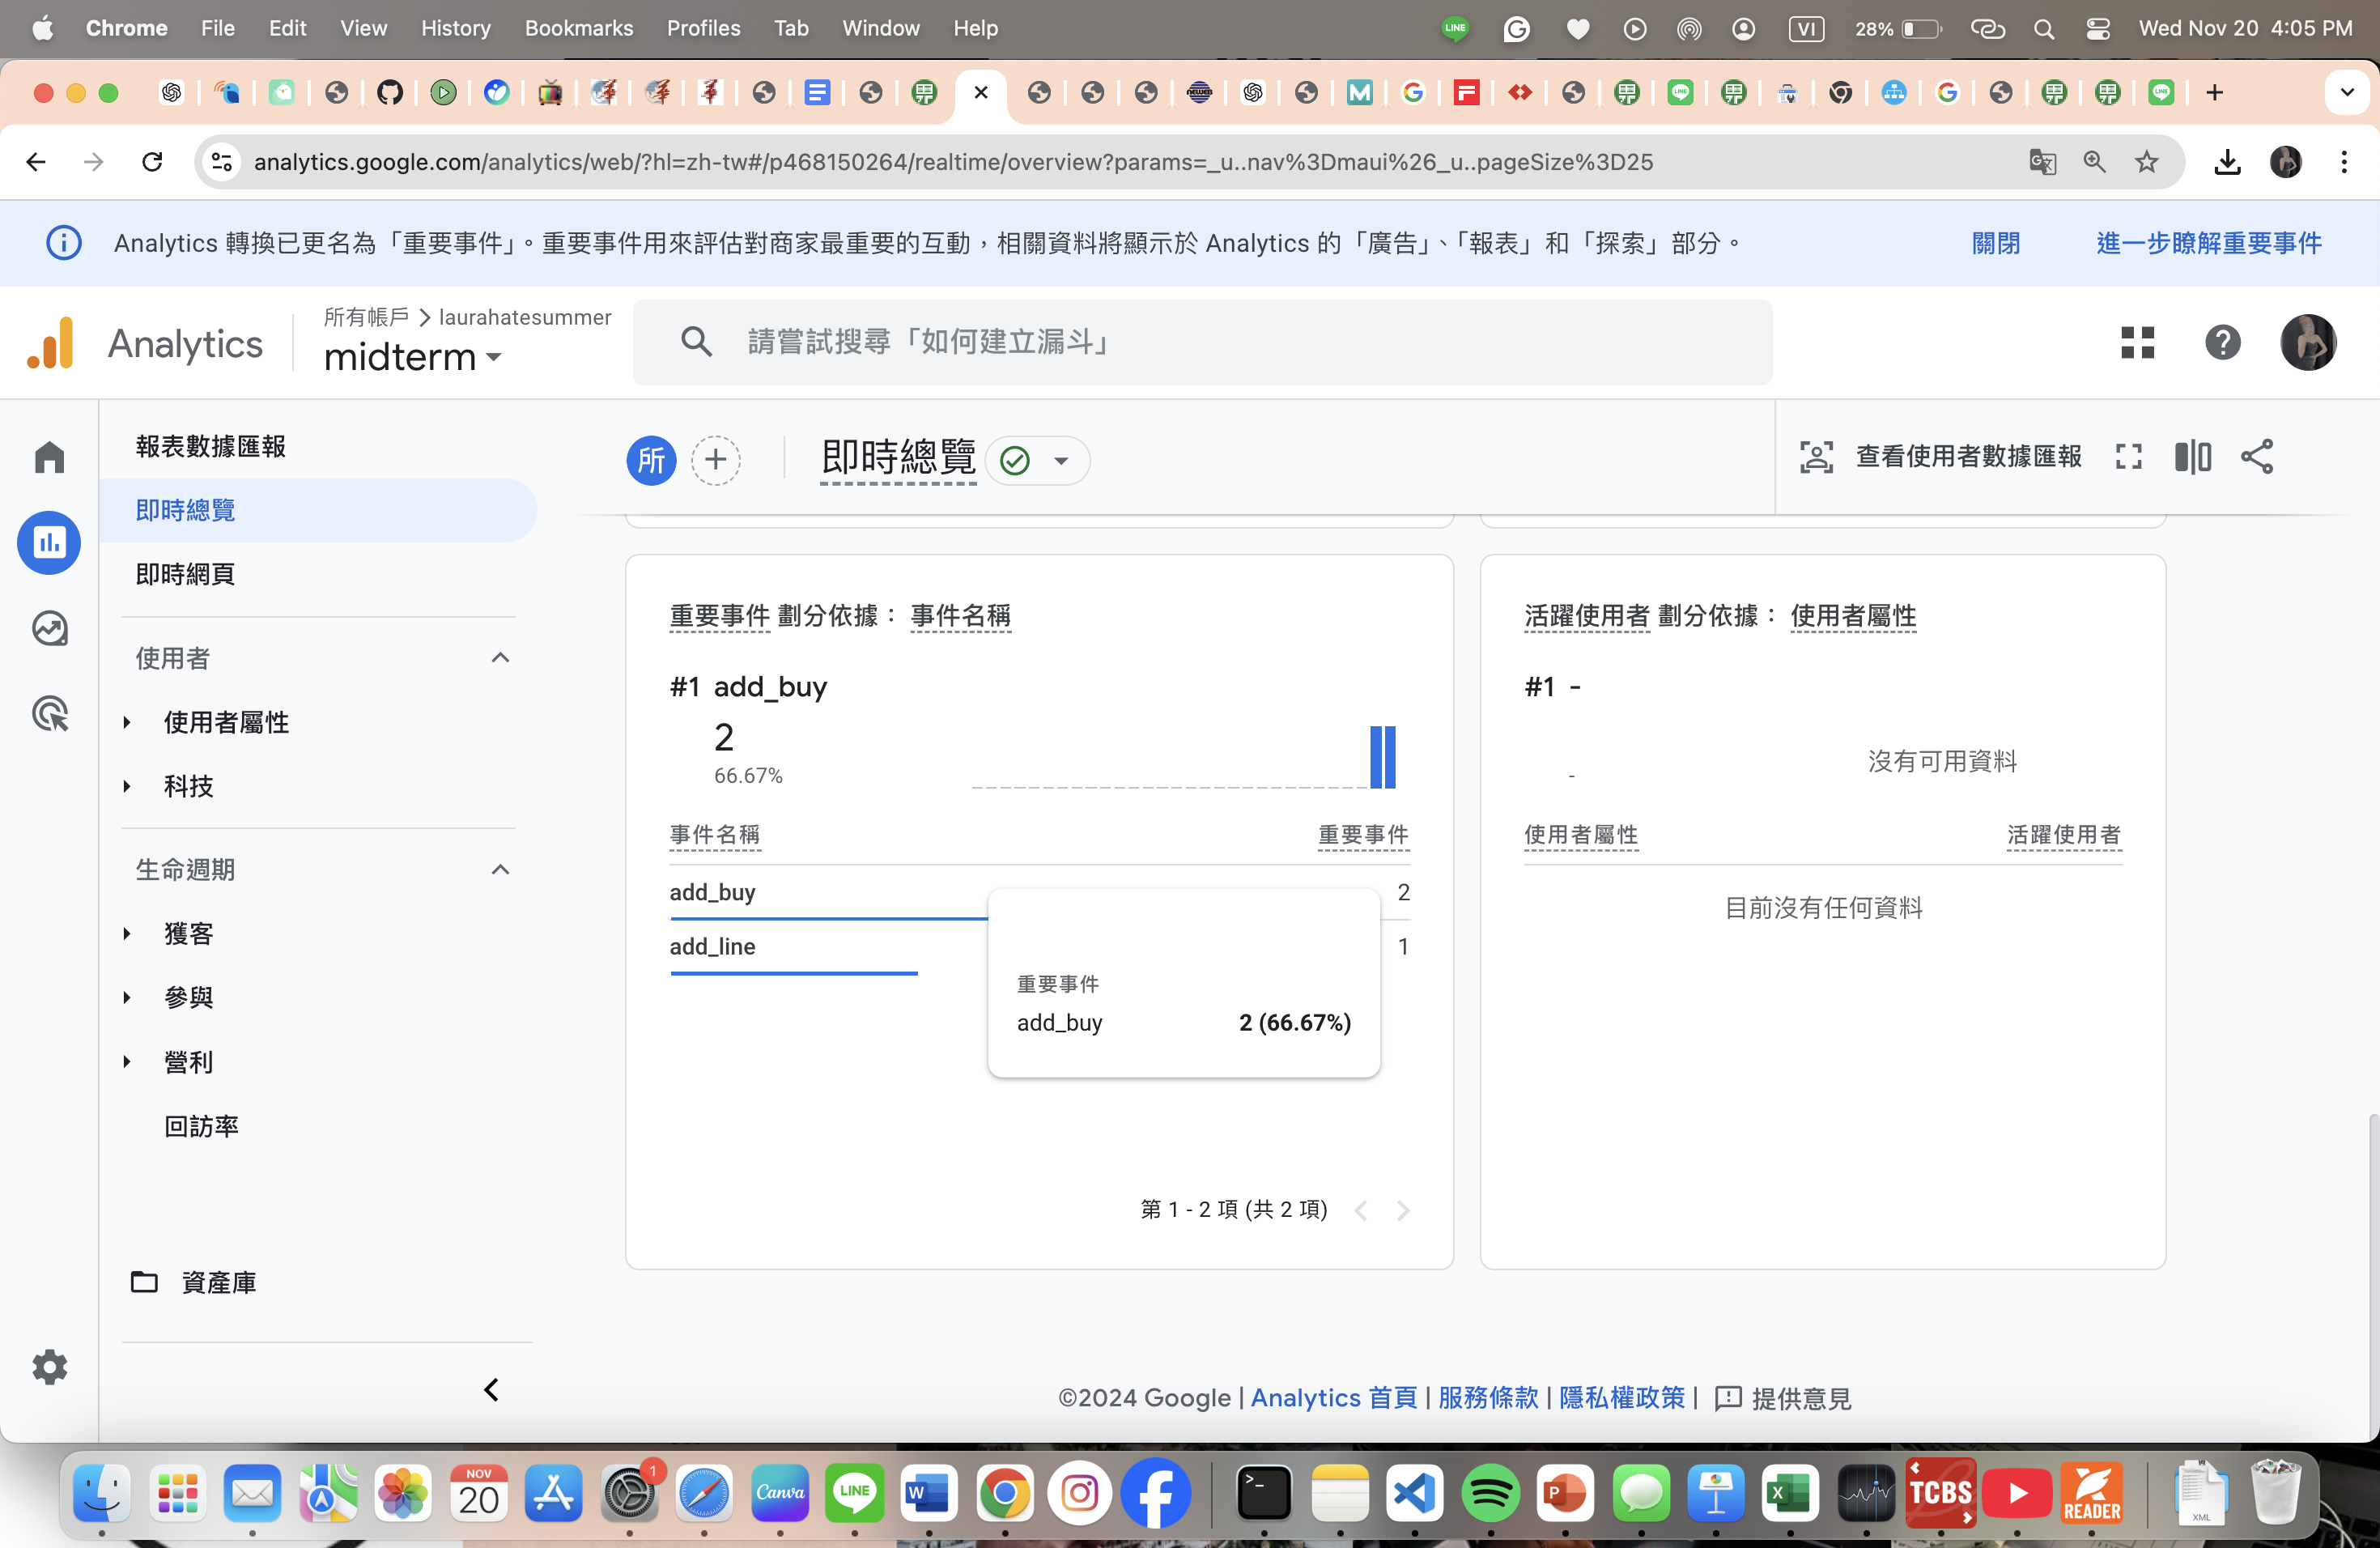 Chrome File Edit View History Bookmarks Profiles Tab Window Help LINE VI 28% Wed Nov 20 4:05 PM
analytics.google.com/analytics/web/?hl=zh-tw#/p468150264/realtime/overview?params=_u..nav%3Dmaui%26_u..pageSize%3D25
Analytics 轉換已更名為「重要事件」。重要事件用來評估對商家最重要的互動，相關資料將顯示於 Analytics 的「廣告」、「報表」和「探索」部分。 關閉 進一步瞭解重要事件
Analytics
所有帳戶 > laurahatesummer
midterm
請嘗試搜尋「如何建立漏斗」
報表數據匯報
即時總覽
即時網頁
使用者
使用者屬性
科技
生命週期
獲客
參與
營利
回訪率
資產庫
所 即時總覽 查看使用者數據匯報
重要事件 劃分依據： 事件名稱
#1 add_buy
2
66.67%
事件名稱 重要事件
add_buy 2
add_line 1
重要事件
add_buy 2 (66.67%)
第 1 - 2 項 (共 2 項)
活躍使用者 劃分依據： 使用者屬性
#1 -
沒有可用資料
-
使用者屬性 活躍使用者
目前沒有任何資料
©2024 Google | Analytics 首頁 | 服務條款 | 隱私權政策 | 提供意見
NOV
20
1
Canva
LINE
W
P
X
TCBS
READER
XML